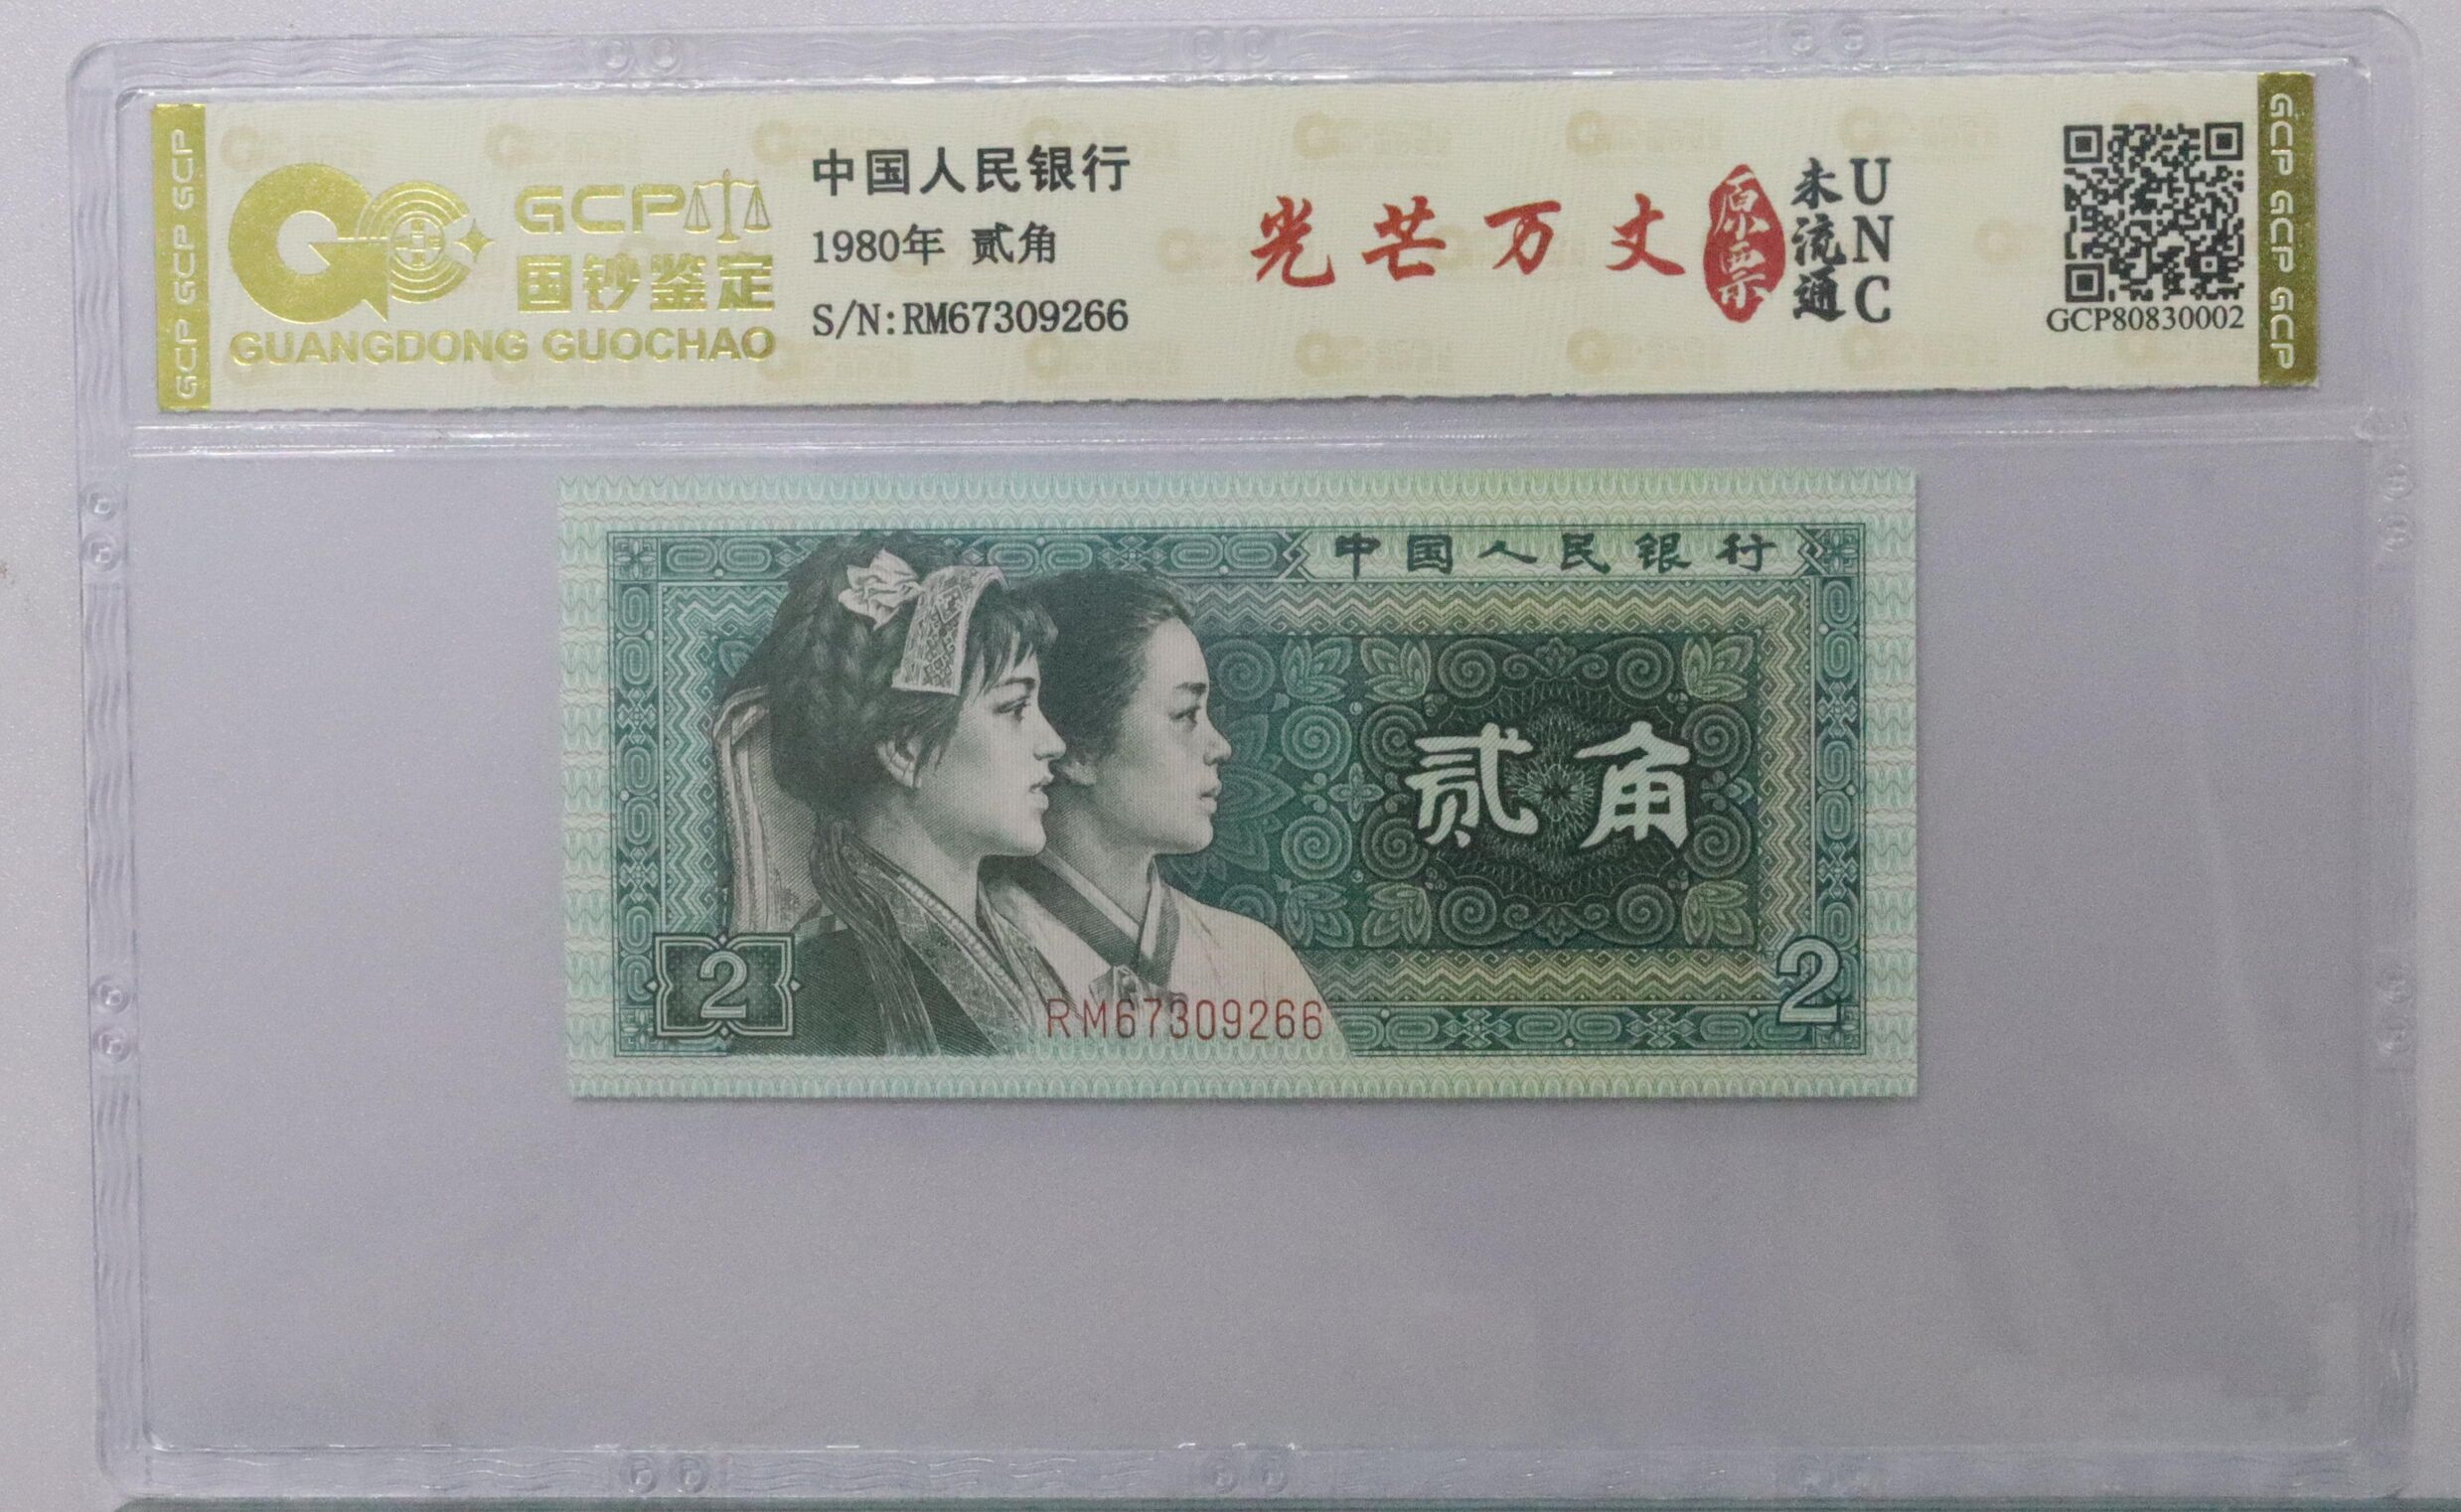 GCP GCP GCP
GCP
国钞鉴定
GUANGDONG GUOCHAO
中国人民银行
1980年 贰角
S/N:RM67309266
光芒万丈
原票
未流通
UNC
GCP80830002
GCP GCP GCP
中国人民银行
贰角
2
2
RM67309266